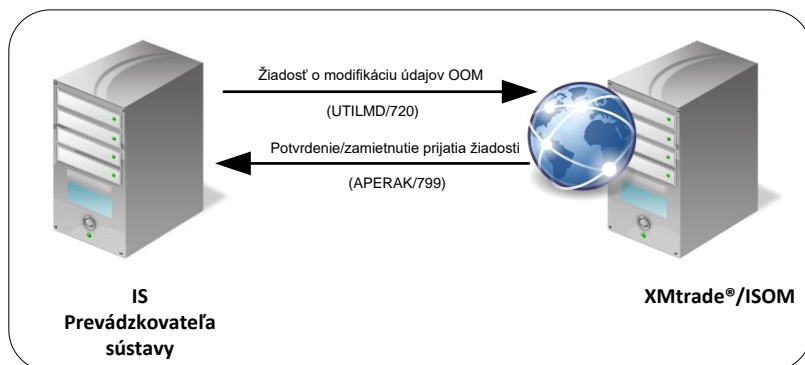 Žiadosť o modifikáciu údajov OOM
(UTILMD/720)
Potvrdenie/zamietnutie prijatia žiadosti
(APERAK/799)
IS
Prevádzkovateľa
sústavy
XMtrade®/ISOM